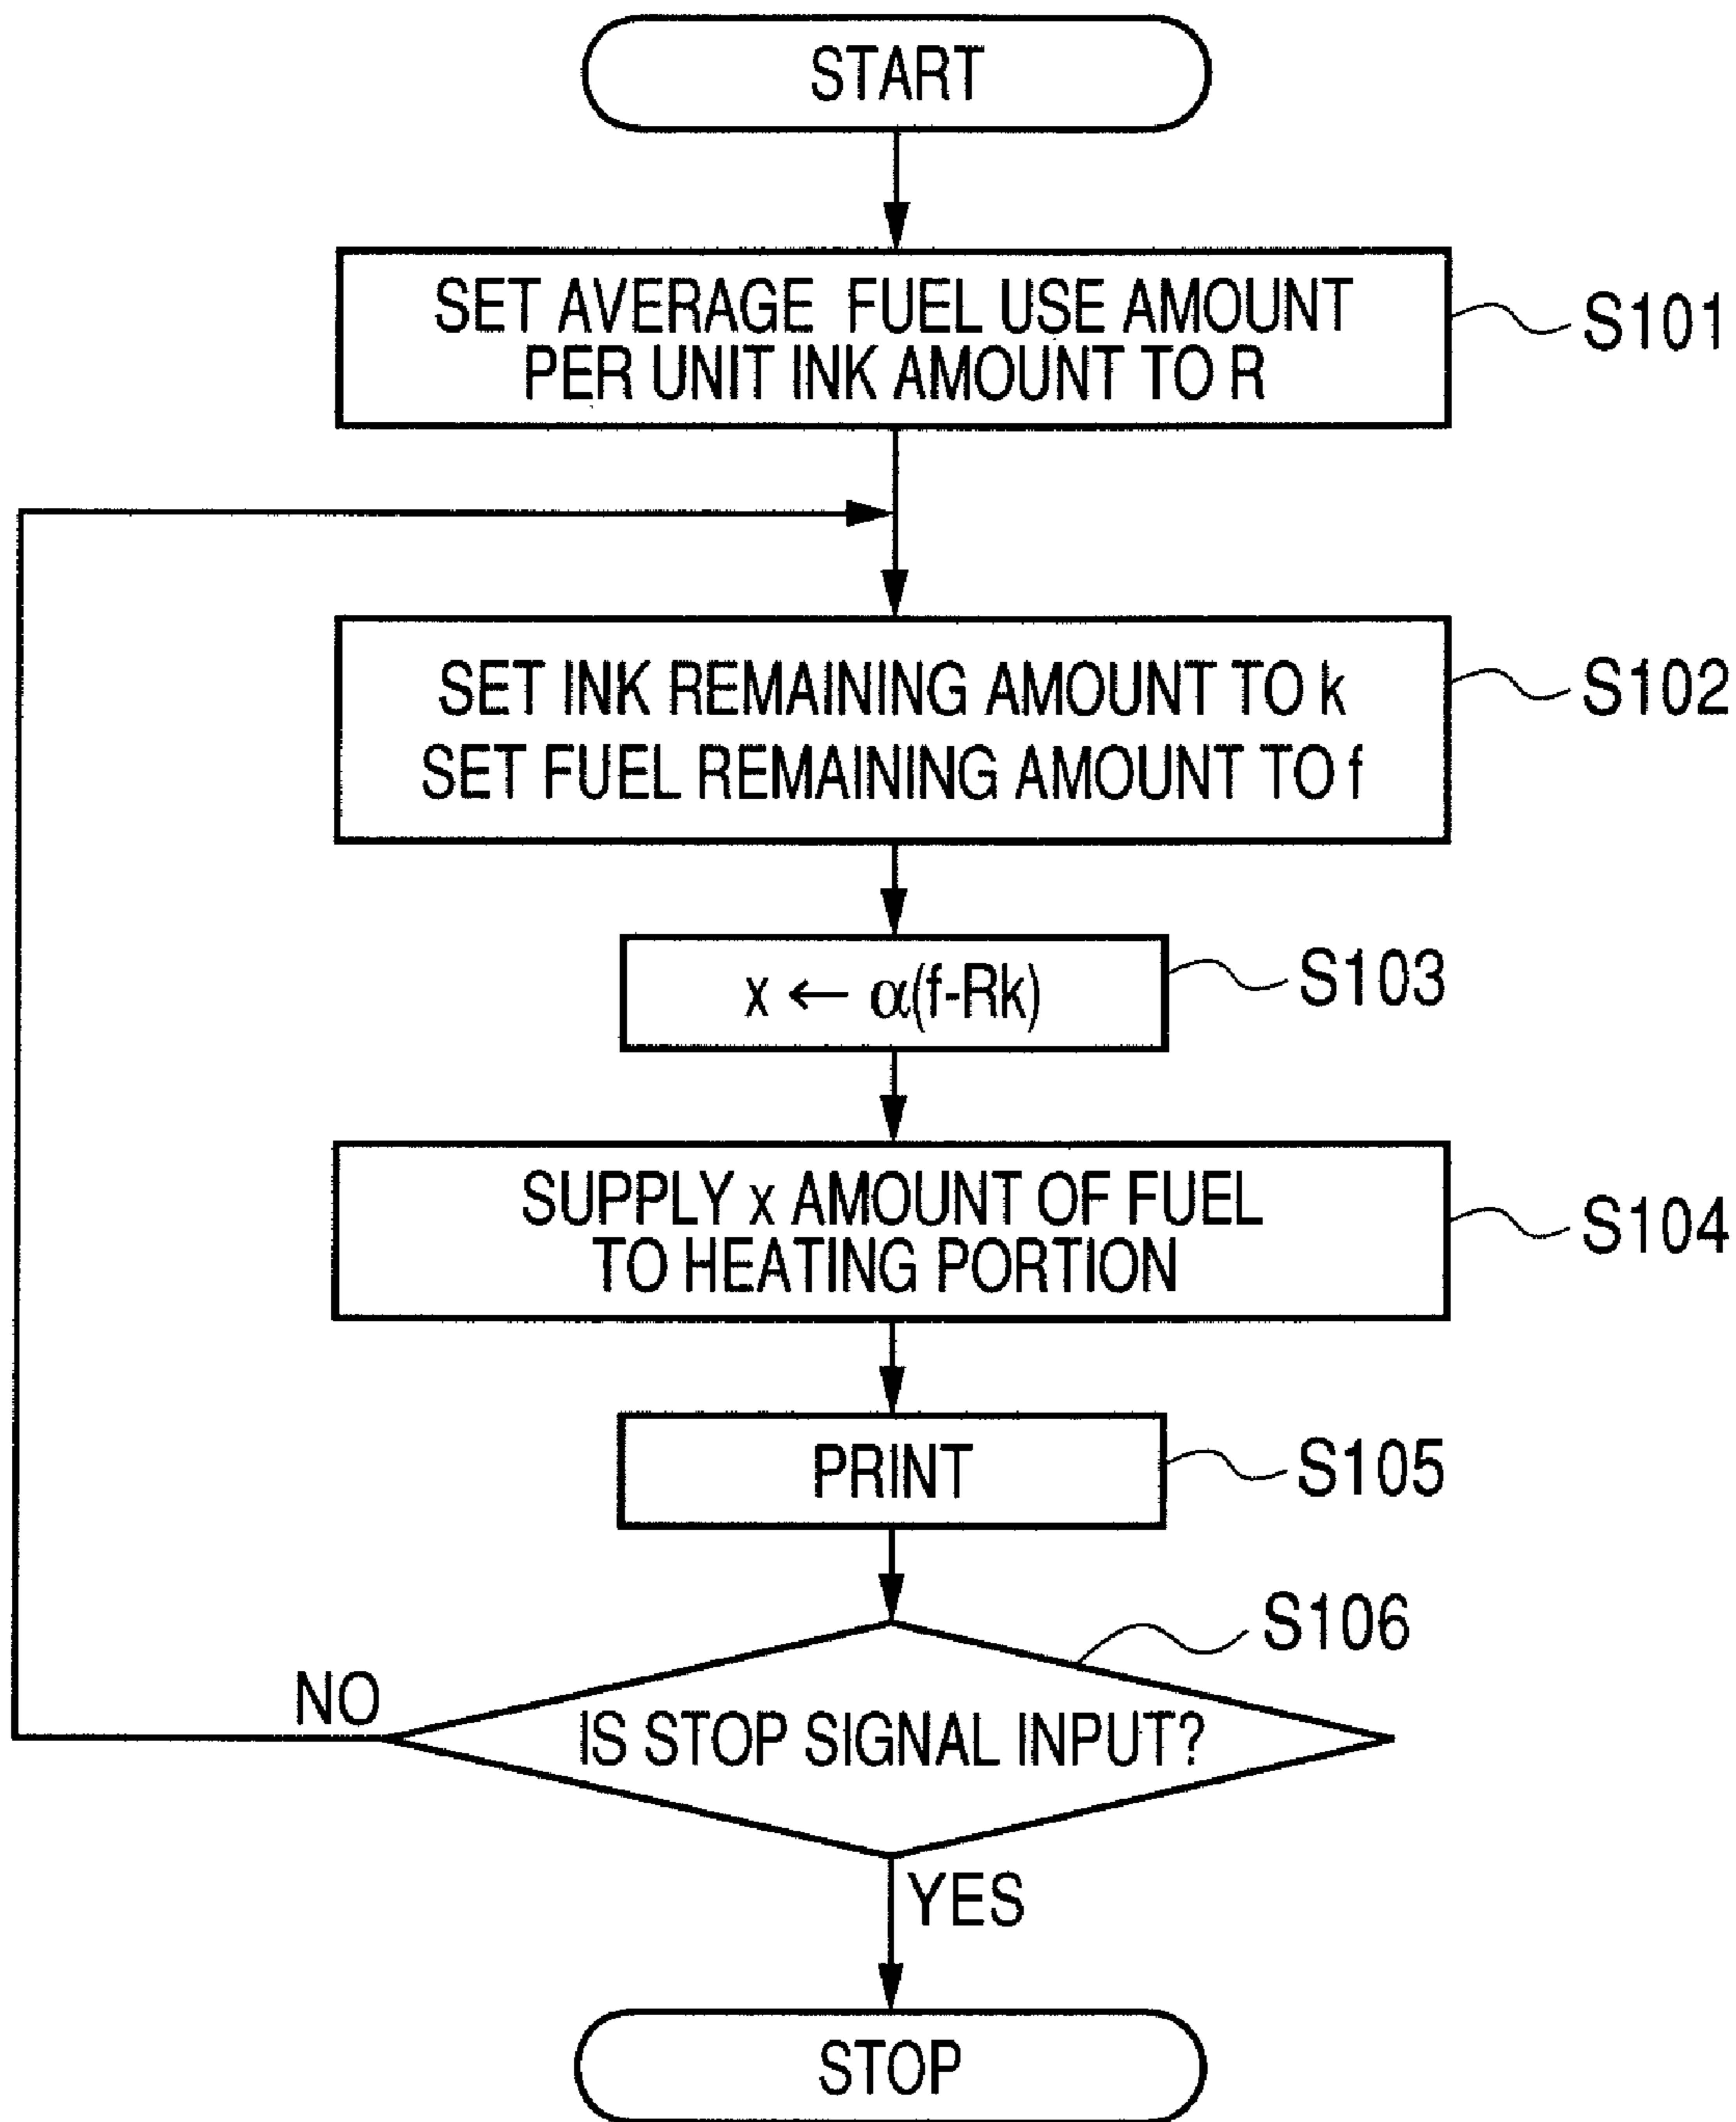 START
SET AVERAGE FUEL USE AMOUNT
PER UNIT INK AMOUNT TO R
S101
SET INK REMAINING AMOUNT TO k
SET FUEL REMAINING AMOUNT TO f
S102
x ← α(f-Rk)
S103
SUPPLY x AMOUNT OF FUEL
TO HEATING PORTION
S104
PRINT
S105
S106
NO
IS STOP SIGNAL INPUT?
YES
STOP